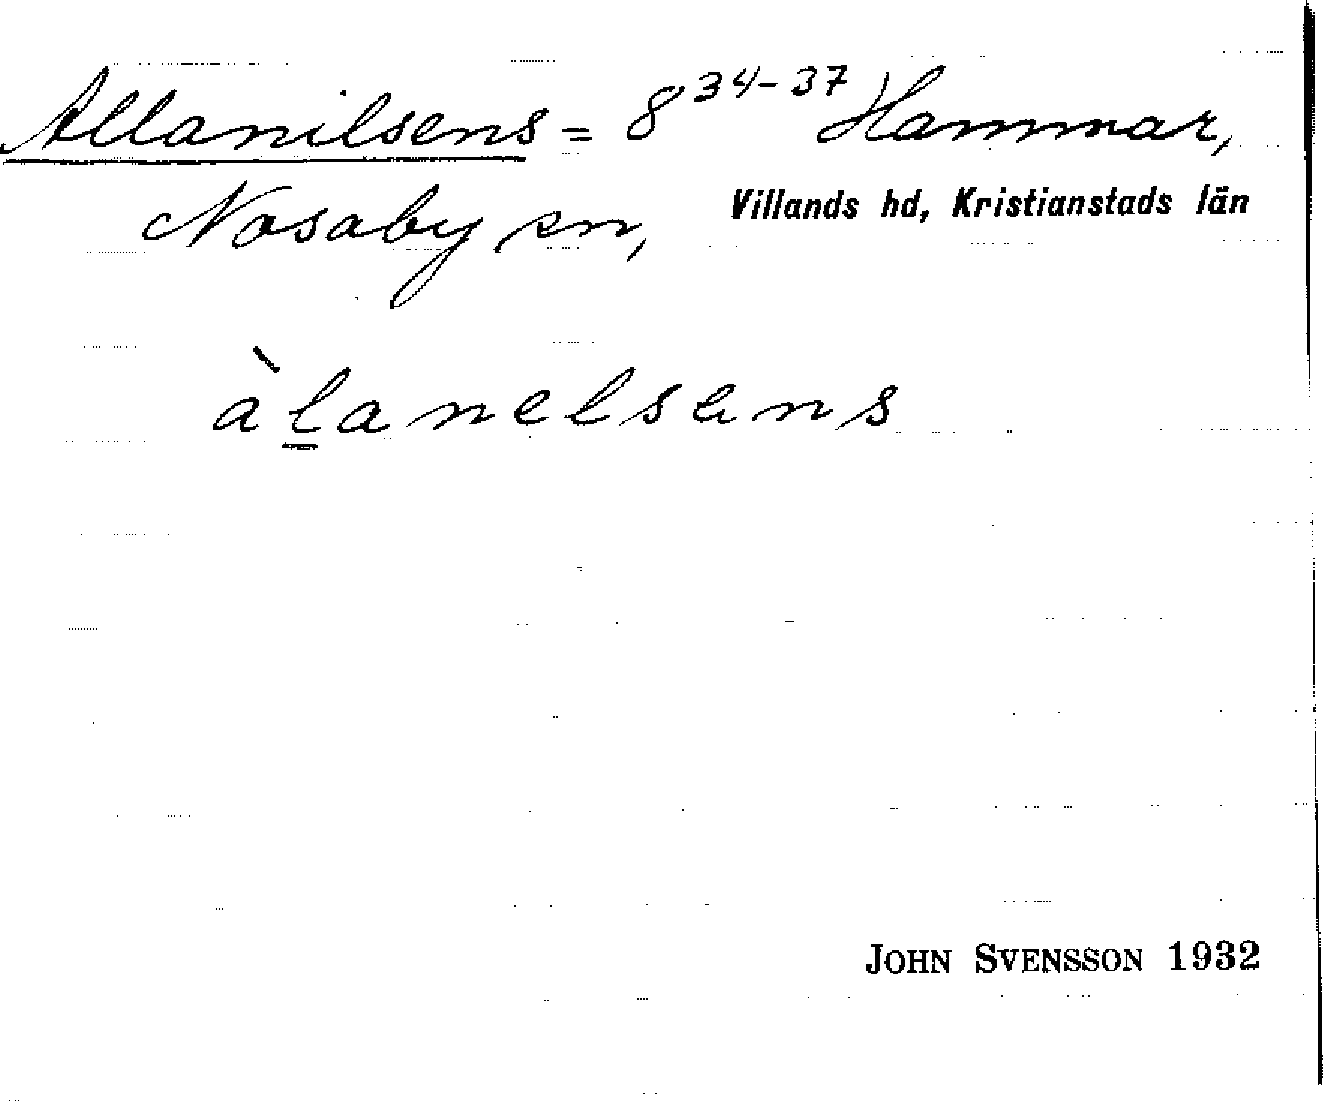 Allanilsens = 8 34-37 Hammar,
Nosaby sn, Villands hd, Kristianstads län
àlanelsens
JOHN SVENSSON 1932